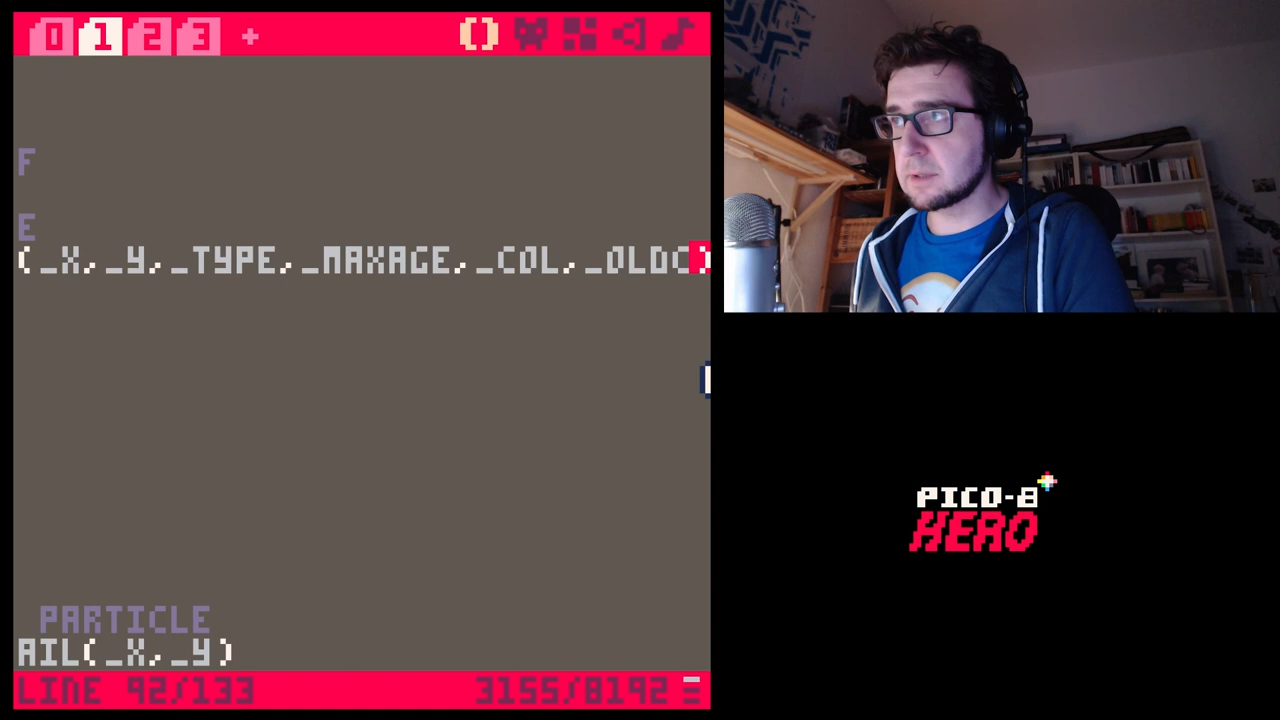 0 1 2 3 +
F
E
(_X,_Y,_TYPE,_MAXAGE,_COL,_OLDC)
PARTICLE
AIL(_X,_Y)
LINE 92/133 3155/8192
PICO-8
HERO